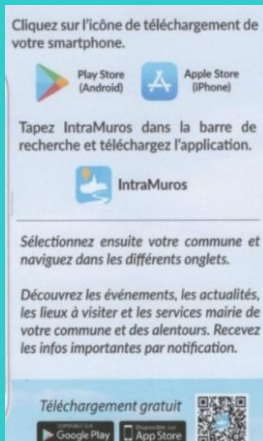 Cliquez sur l'icône de téléchargement de
votre smartphone.
Play Store
(Android)
Apple Store
(iPhone)
Tapez IntraMuros dans la barre de
recherche et téléchargez l'application.
IntraMuros
Sélectionnez ensuite votre commune et
naviguez dans les différents onglets.
Découvrez les événements, les actualités,
les lieux à visiter et les services mairie de
votre commune et des alentours. Recevez
les infos importantes par notification.
Téléchargement gratuit
Google Play
Disponible sur
App Store